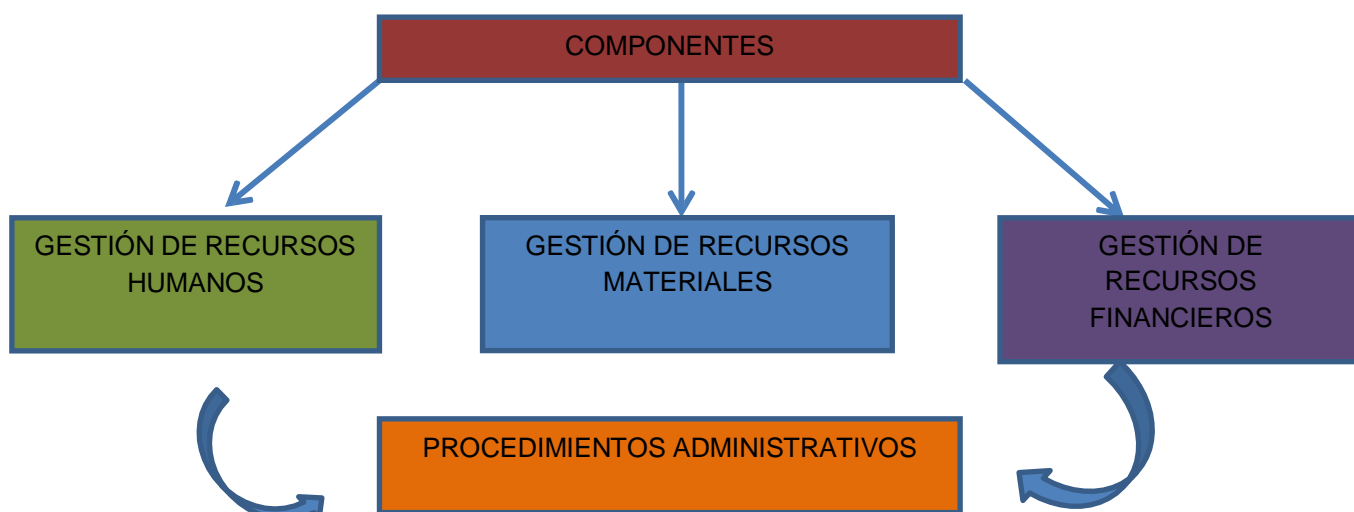 COMPONENTES
GESTIÓN DE RECURSOS
HUMANOS
GESTIÓN DE RECURSOS
MATERIALES
GESTIÓN DE
RECURSOS
FINANCIEROS
PROCEDIMIENTOS ADMINISTRATIVOS